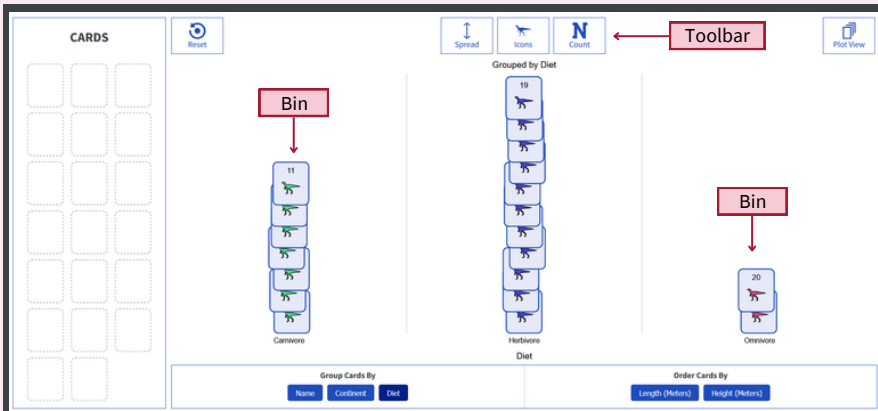 CARDS
Reset
Spread
Icons
N
Count
Toolbar
Plot View
Grouped by Diet
Bin
11
Carnivore
19
Herbivore
Bin
20
Omnivore
Diet
Group Cards By
Name Continent Diet
Order Cards By
Length (Meters) Height (Meters)